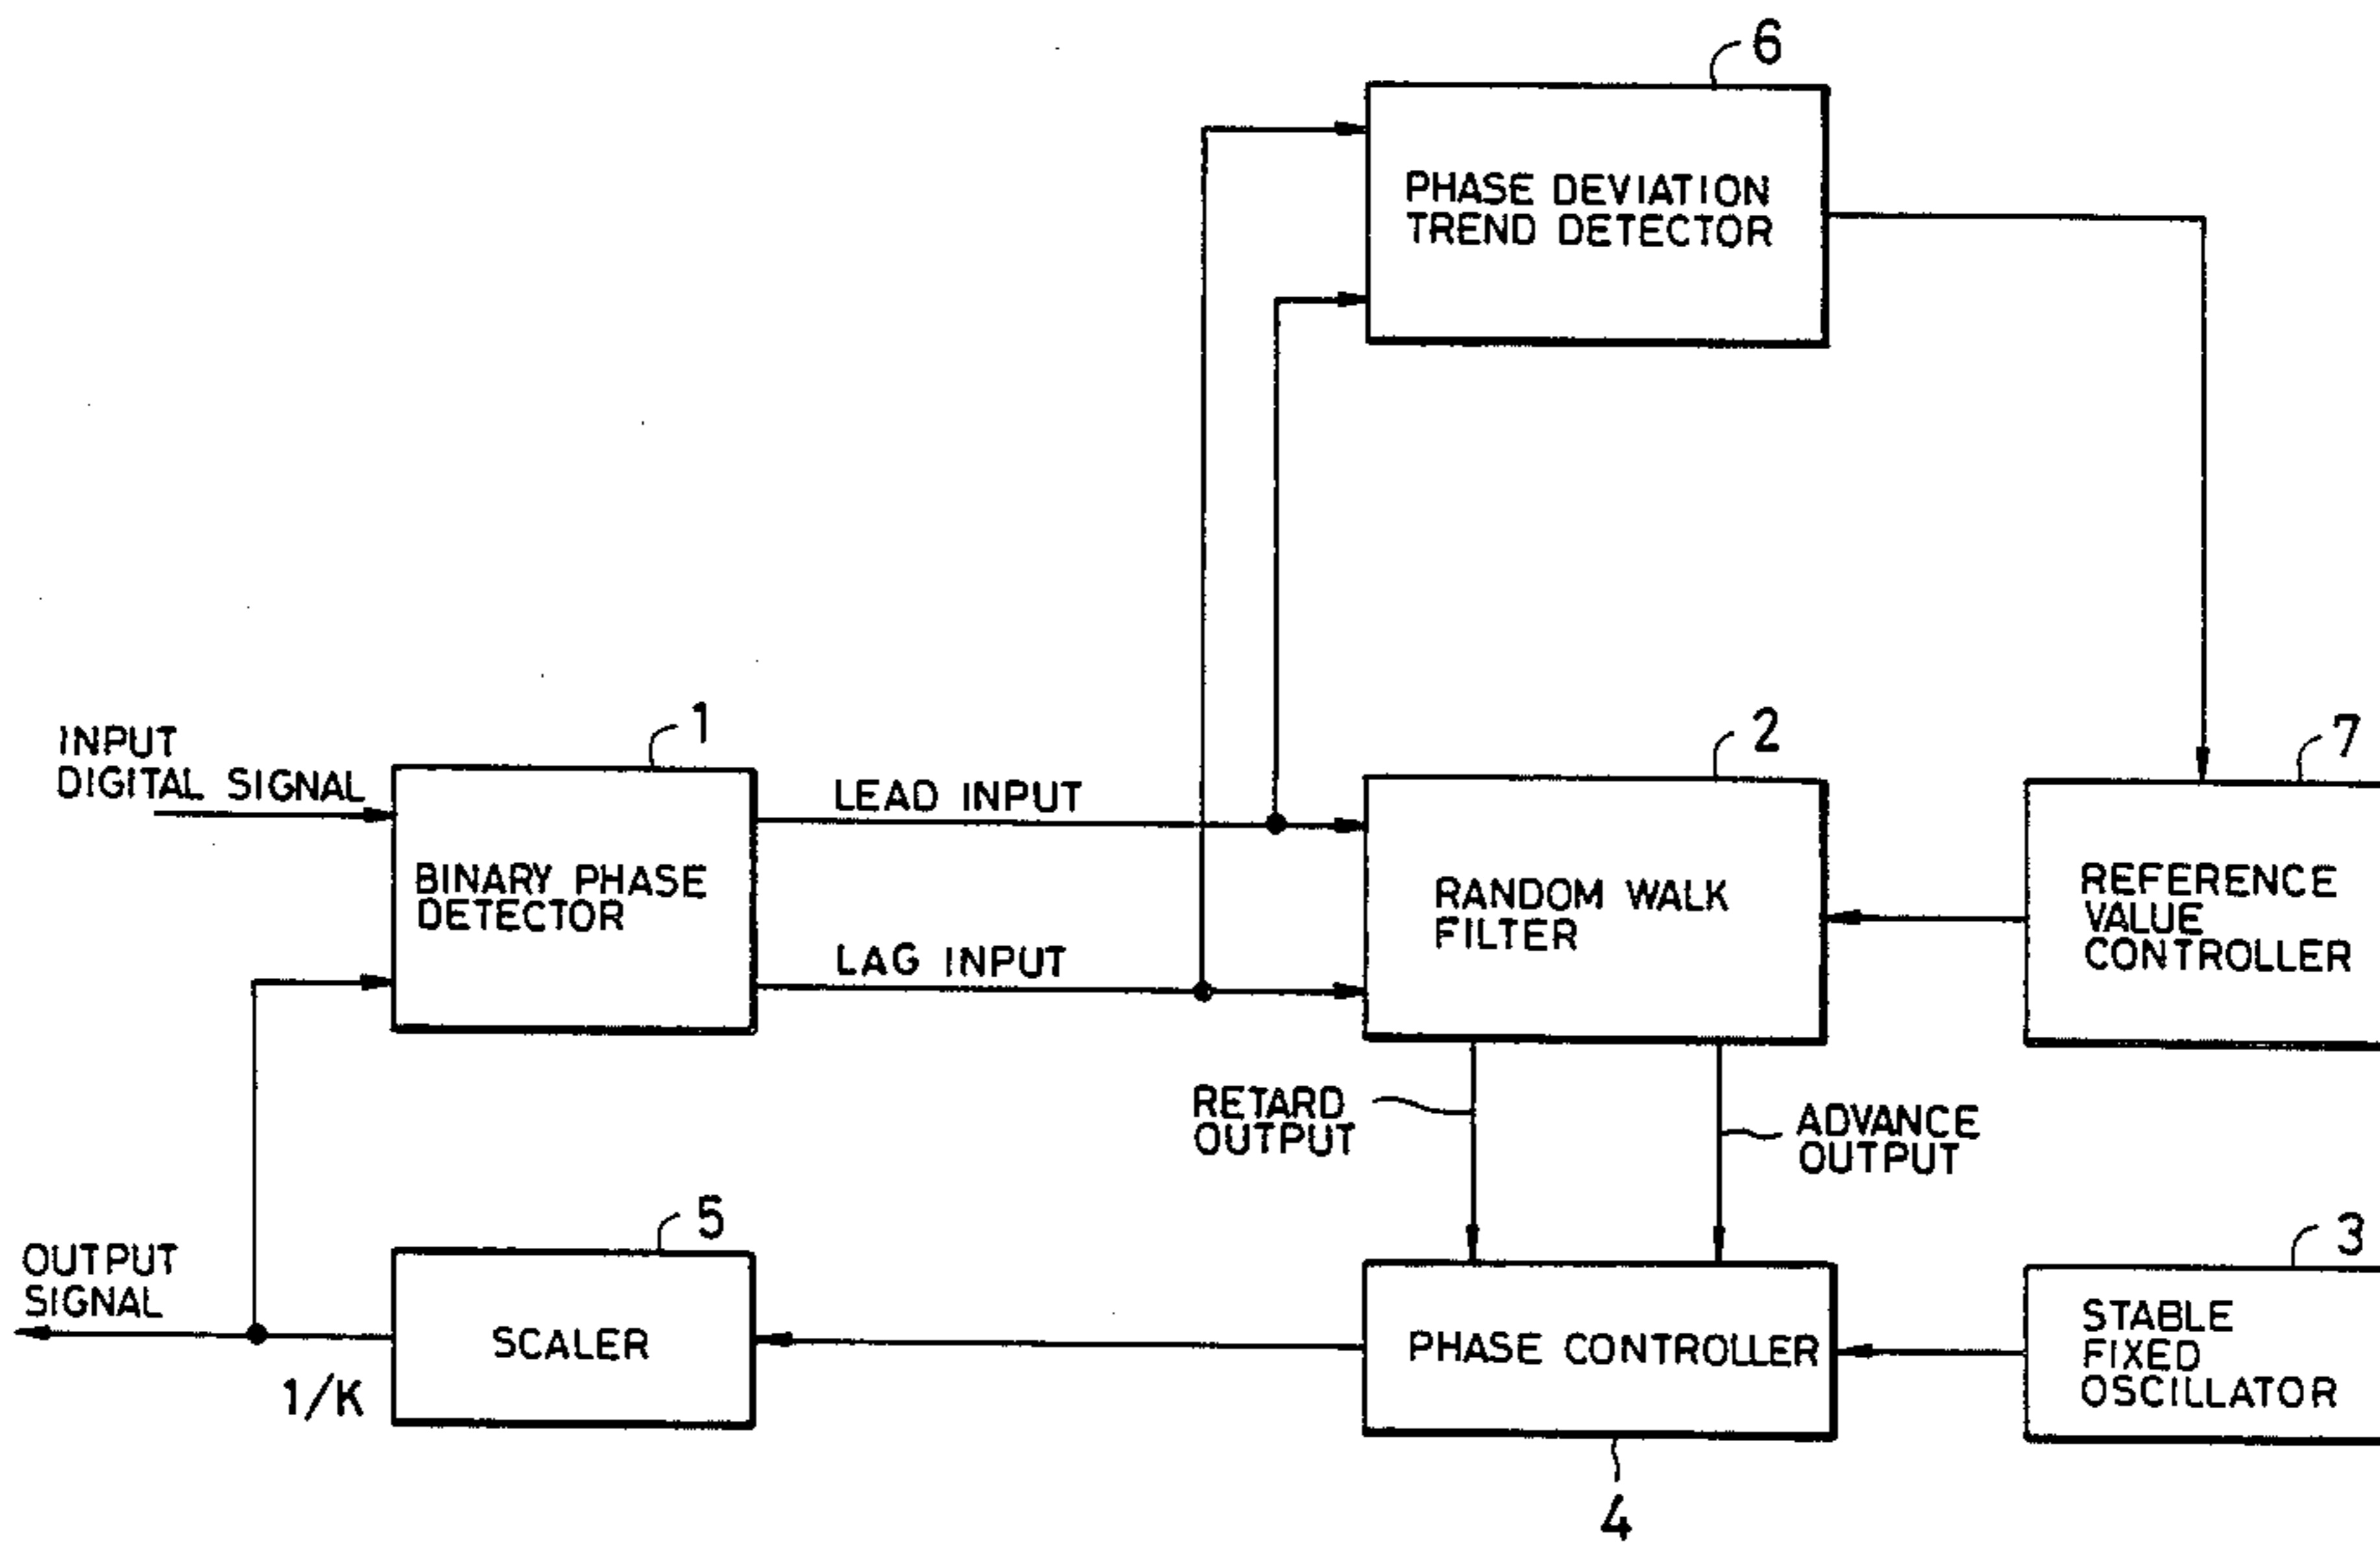 6
PHASE DEVIATION
TREND DETECTOR
1
2
7
INPUT
DIGITAL SIGNAL
LEAD INPUT
BINARY PHASE
DETECTOR
RANDOM WALK
FILTER
REFERENCE
VALUE
CONTROLLER
LAG INPUT
RETARD
OUTPUT
ADVANCE
OUTPUT
5
3
OUTPUT
SIGNAL
SCALER
PHASE CONTROLLER
STABLE
FIXED
OSCILLATOR
1/K
4